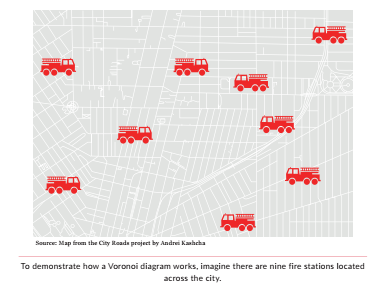 Source: Map from the City Roads project by Andrei Kashcha
To demonstrate how a Voronoi diagram works, imagine there are nine fire stations located
across the city.